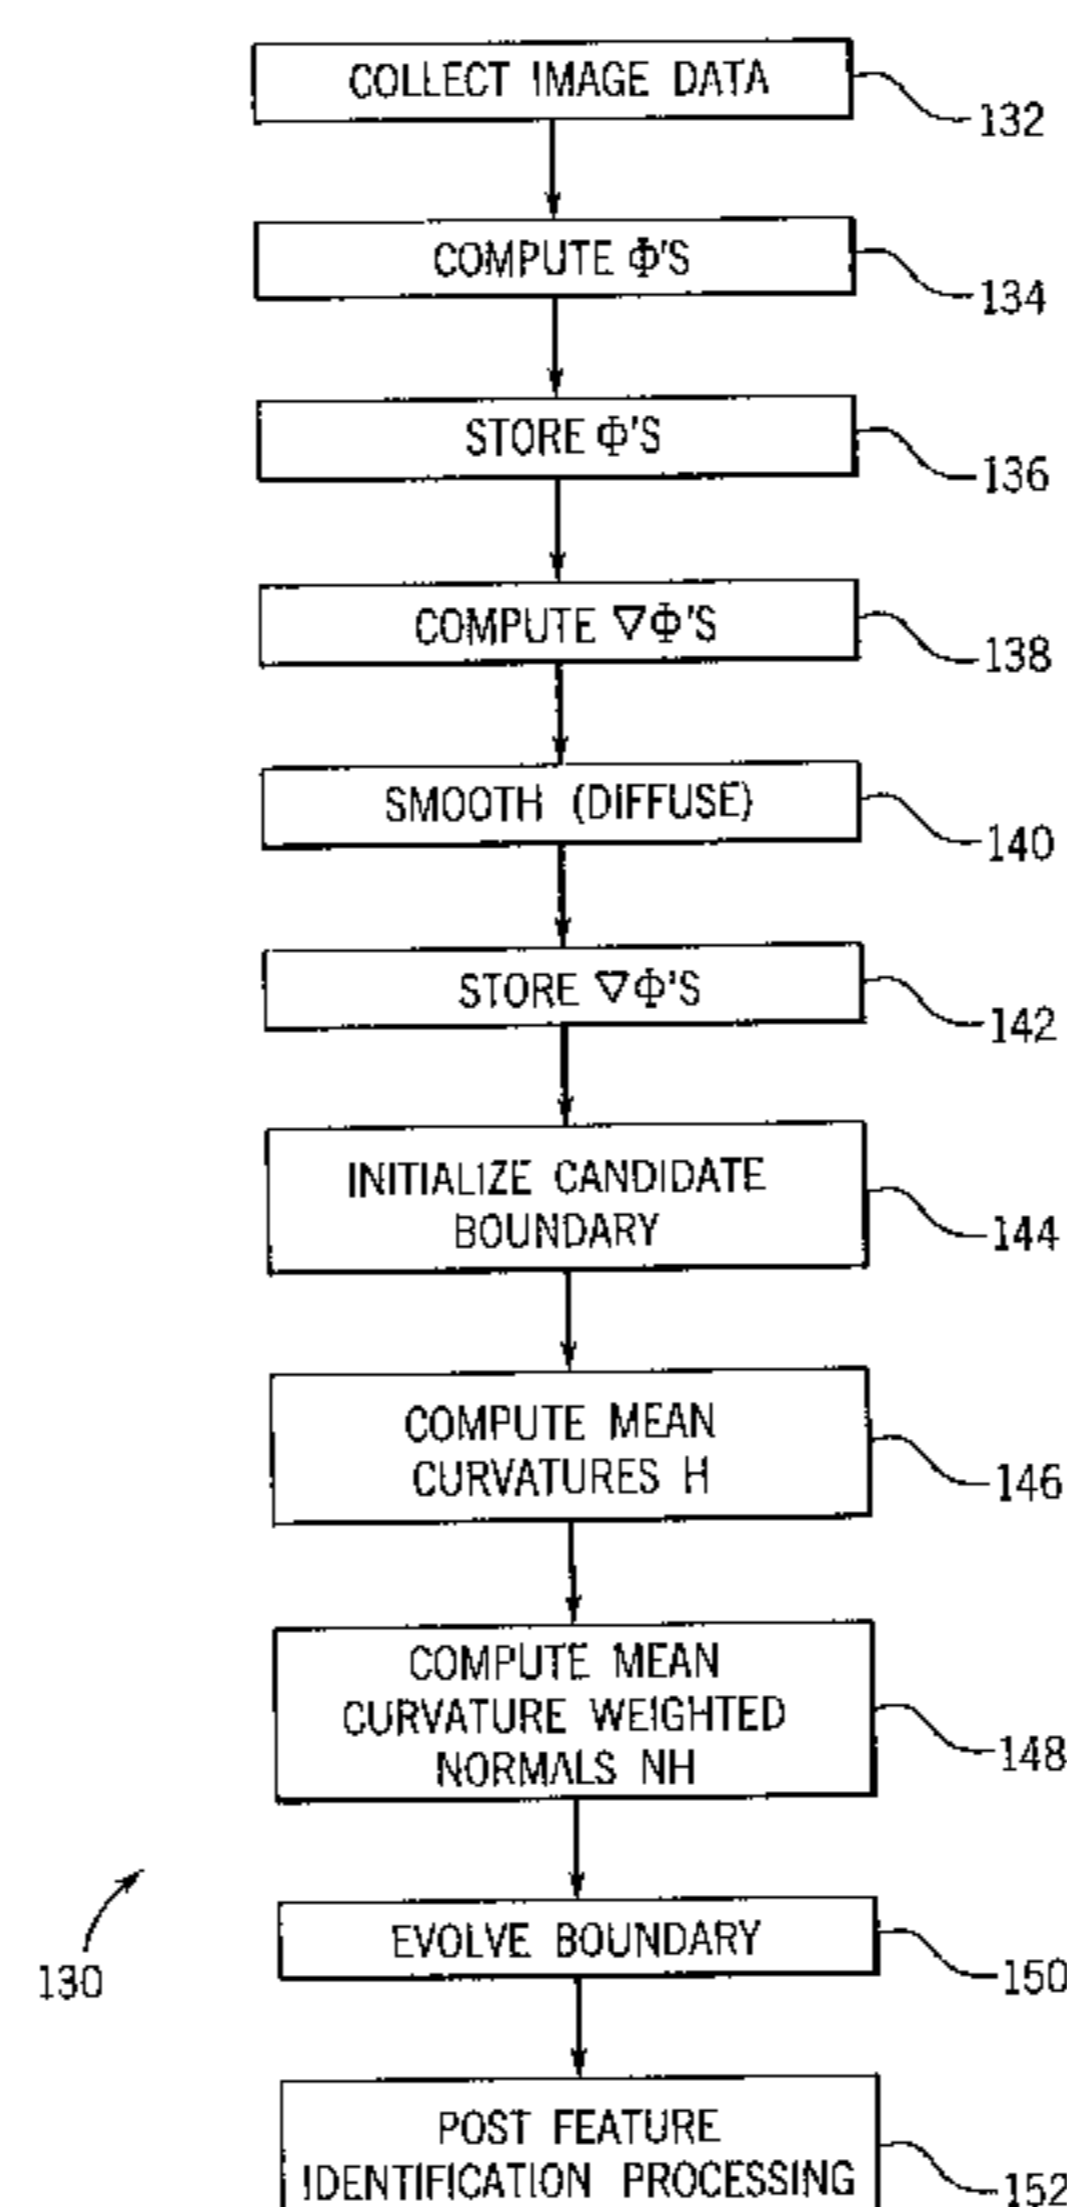 COLLECT IMAGE DATA
132
COMPUTE Φ'S
134
STORE Φ'S
136
COMPUTE ∇Φ'S
138
SMOOTH (DIFFUSE)
140
STORE ∇Φ'S
142
INITIALIZE CANDIDATE
BOUNDARY
144
COMPUTE MEAN
CURVATURES H
146
COMPUTE MEAN
CURVATURE WEIGHTED
NORMALS NH
148
EVOLVE BOUNDARY
150
130
POST FEATURE
IDENTIFICATION PROCESSING
152